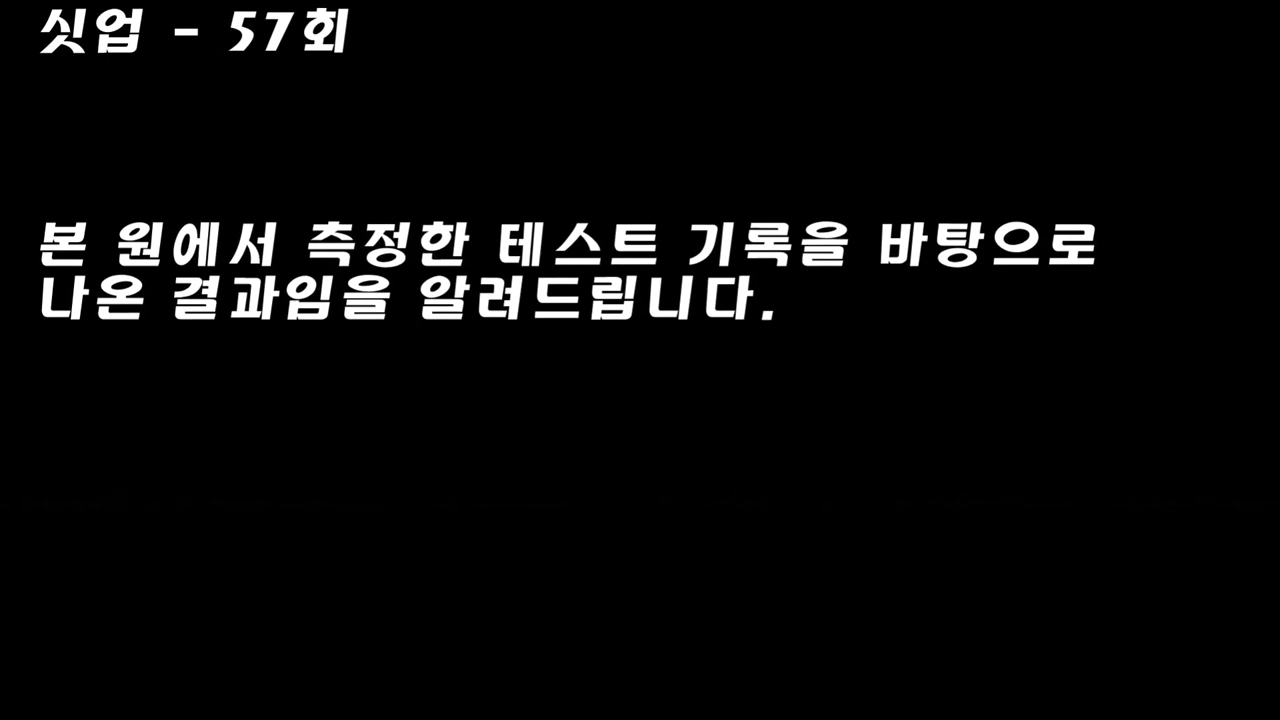 싯업 - 57회
본 원에서 측정한 테스트 기록을 바탕으로
나온 결과임을 알려드립니다.